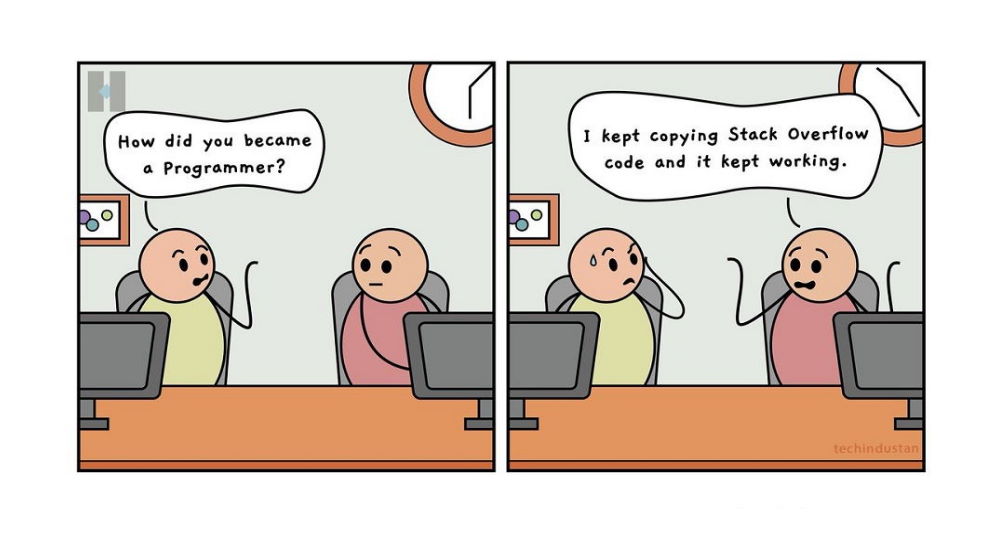 How did you became
a Programmer?
I kept copying Stack Overflow
code and it kept working.
techindustan